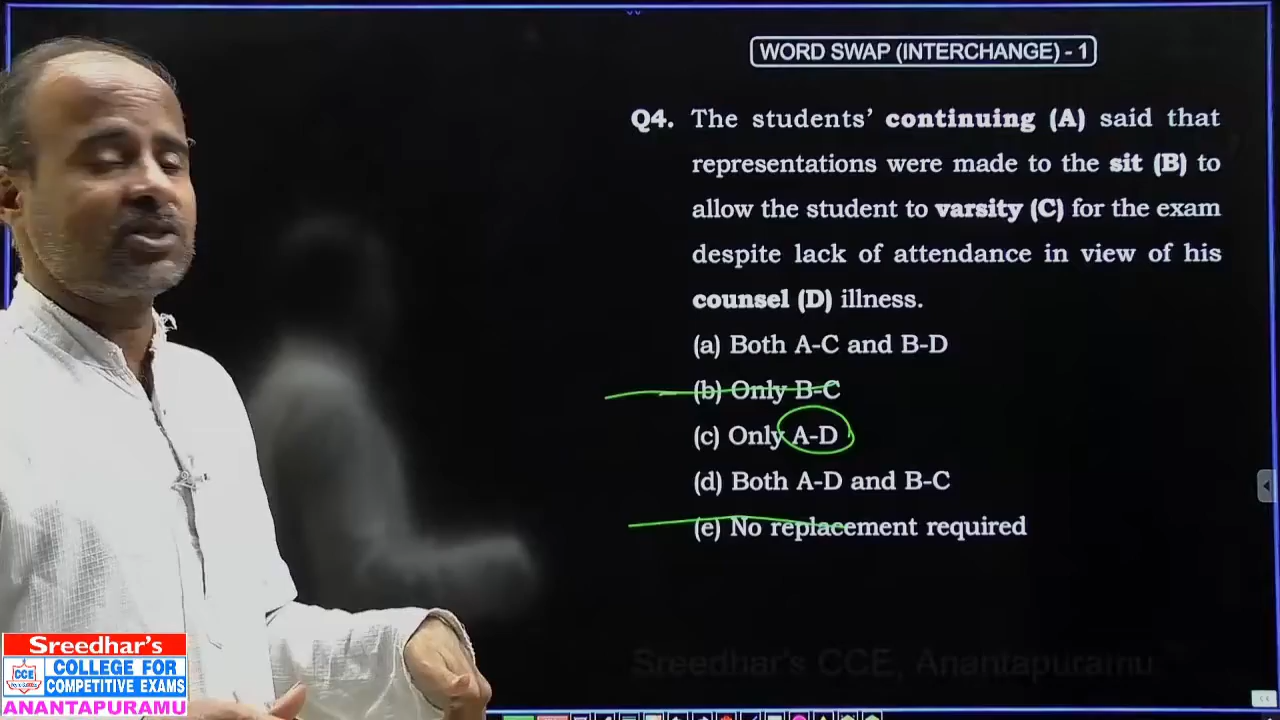 WORD SWAP (INTERCHANGE) - 1
Q4. The students’ continuing (A) said that
representations were made to the sit (B) to
allow the student to varsity (C) for the exam
despite lack of attendance in view of his
counsel (D) illness.
(a) Both A-C and B-D
(b) Only B-C
(c) Only A-D
(d) Both A-D and B-C
(e) No replacement required
Sreedhar's CCE Anantapuramu
Sreedhar's
CCE
COLLEGE FOR
COMPETITIVE EXAMS
ANANTAPURAMU